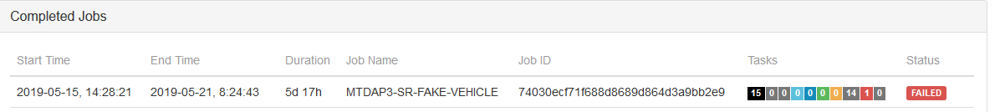 Completed Jobs
Start Time End Time Duration Job Name Job ID Tasks Status
2019-05-15, 14:28:21 2019-05-21, 8:24:43 5d 17h MTDAP3-SR-FAKE-VEHICLE 74030ecf71f688d8689d864d3a9bb2e9 15 0 0 0 0 0 0 14 1 0 FAILED